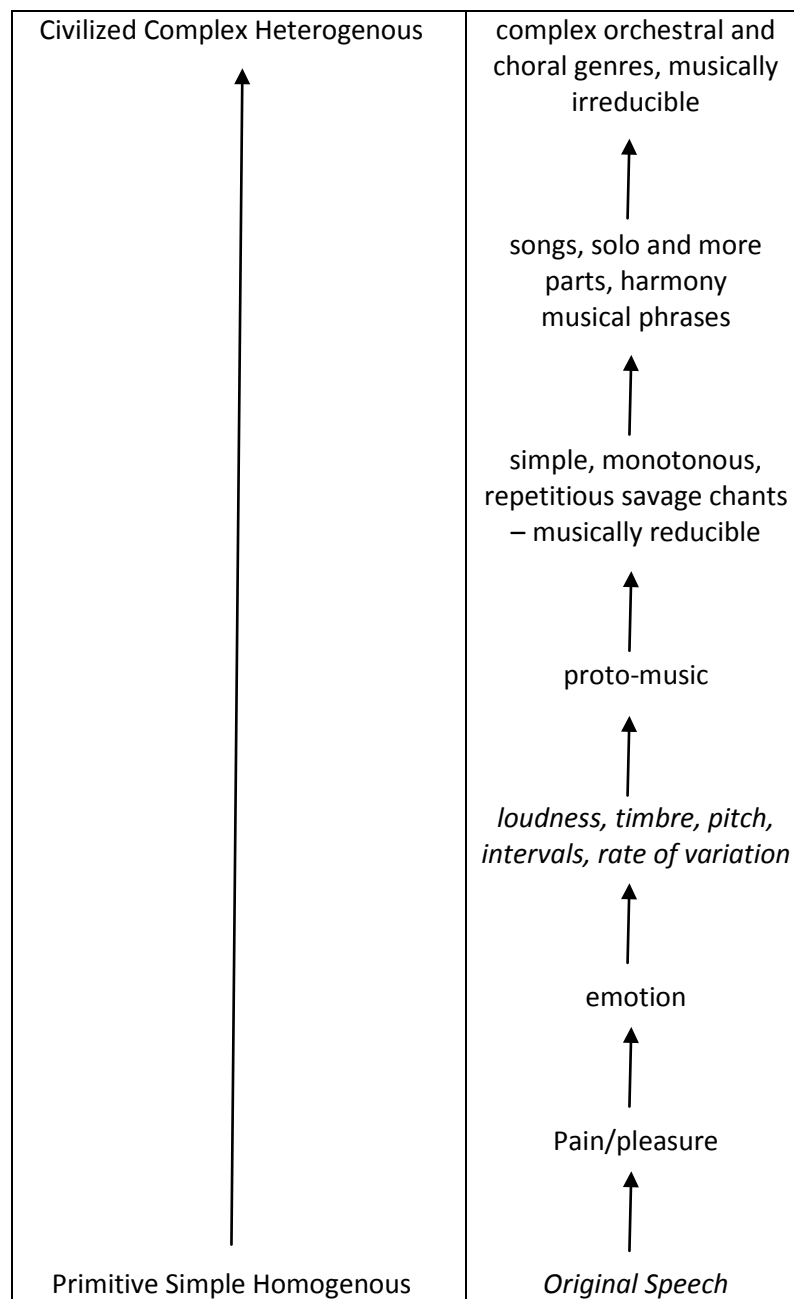 Civilized Complex Heterogenous
Primitive Simple Homogenous
complex orchestral and
choral genres, musically
irreducible
songs, solo and more
parts, harmony
musical phrases
simple, monotonous,
repetitious savage chants
– musically reducible
proto-music
loudness, timbre, pitch,
intervals, rate of variation
emotion
Pain/pleasure
Original Speech